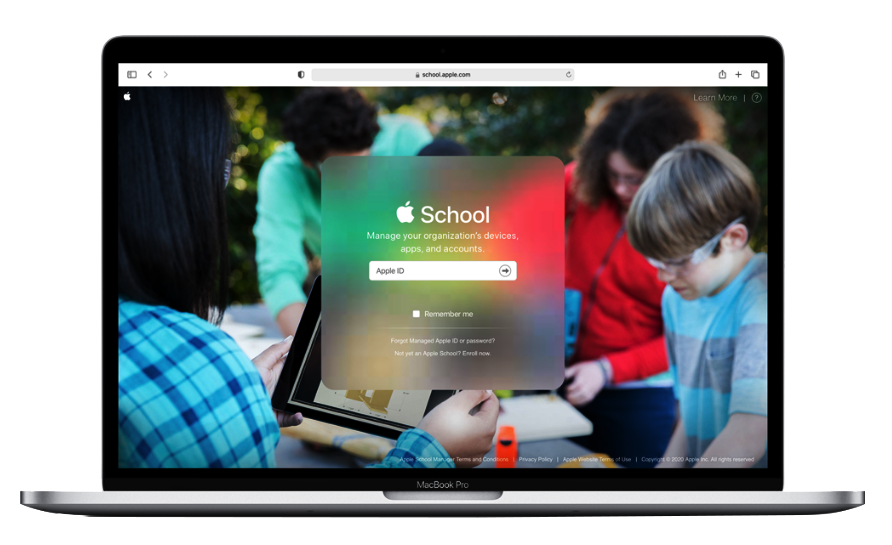 school.apple.com
Learn More | ?
School
Manage your organization's devices,
apps, and accounts.
Apple ID
Remember me
Forgot Managed Apple ID or password?
Not yet an Apple School? Enroll now.
Apple School Manager Terms and Conditions | Privacy Policy | Apple Website Terms of Use | Copyright © 2020 Apple Inc. All rights reserved
MacBook Pro